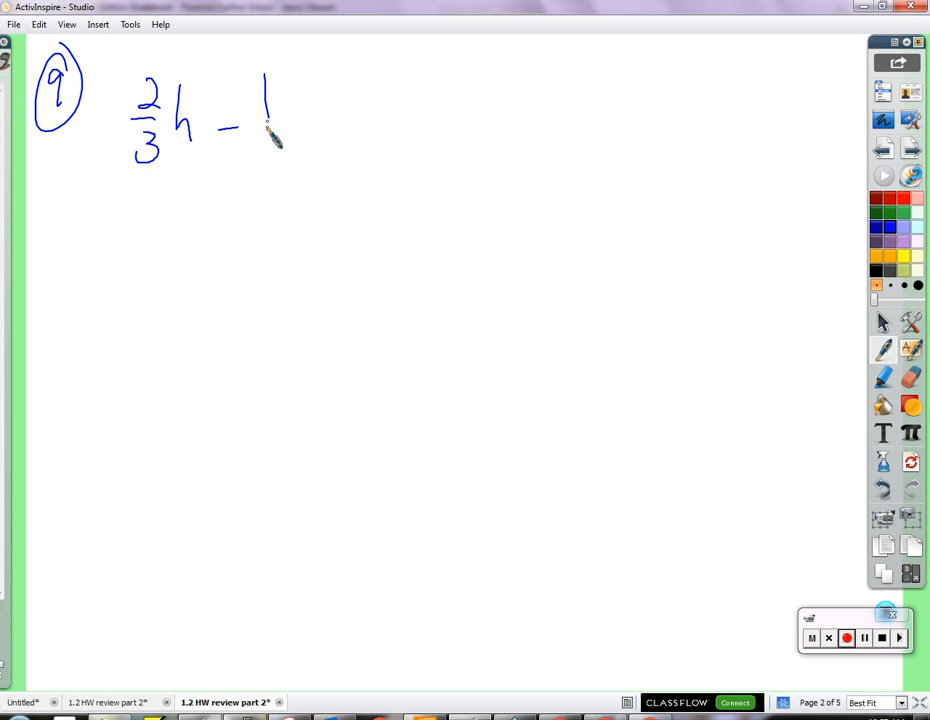 ActivInspire - Studio
File Edit View Insert Tools Help
9
2/3 h - 1
T π
M
Untitled* 1.2 HW review part 2* 1.2 HW review part 2* CLASSFLOW Connect Page 2 of 5 Best Fit